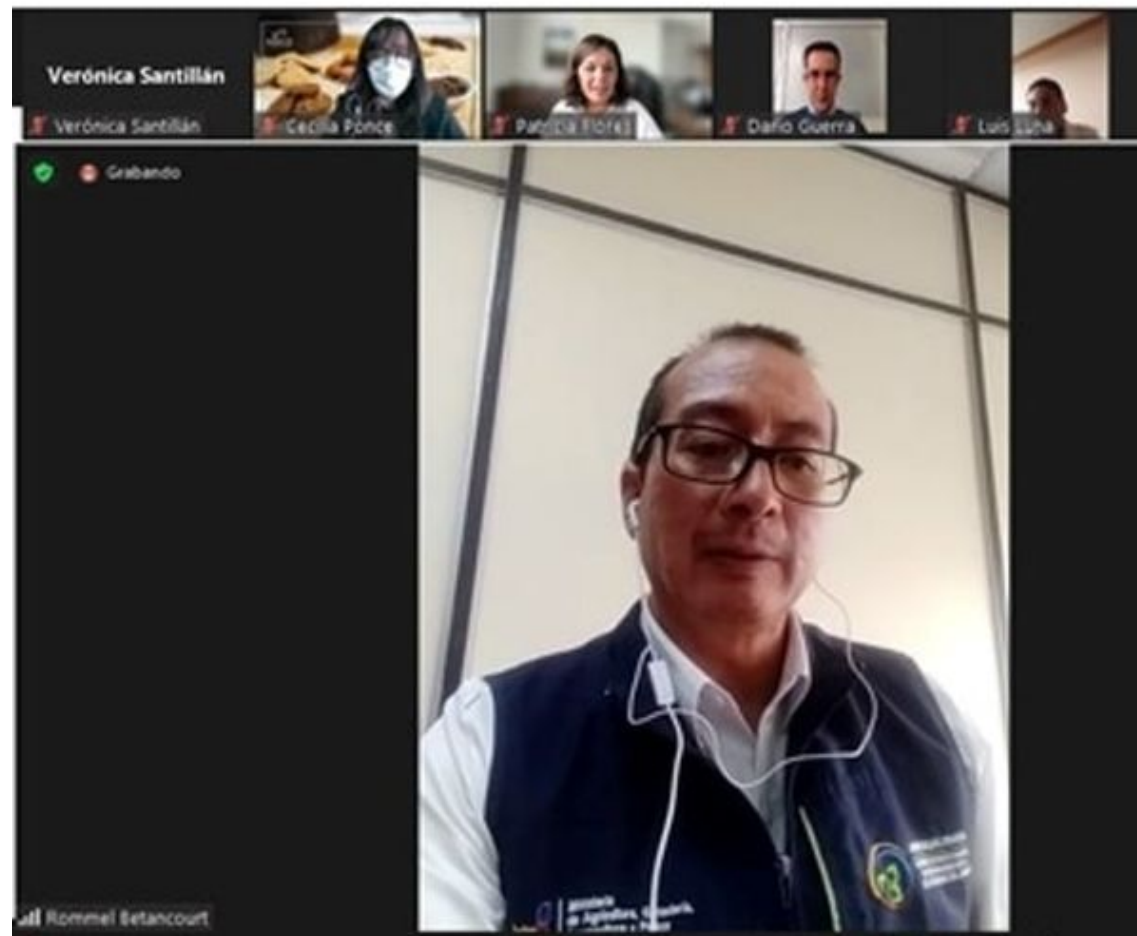 Verónica Santillán
Verónica Santillán
Cecilia Ponce
Patricia Flores
Darío Guerra
Luis Luna
Grabando
Rommel Betancourt
Ministerio
de Agricultura, Ganadería,